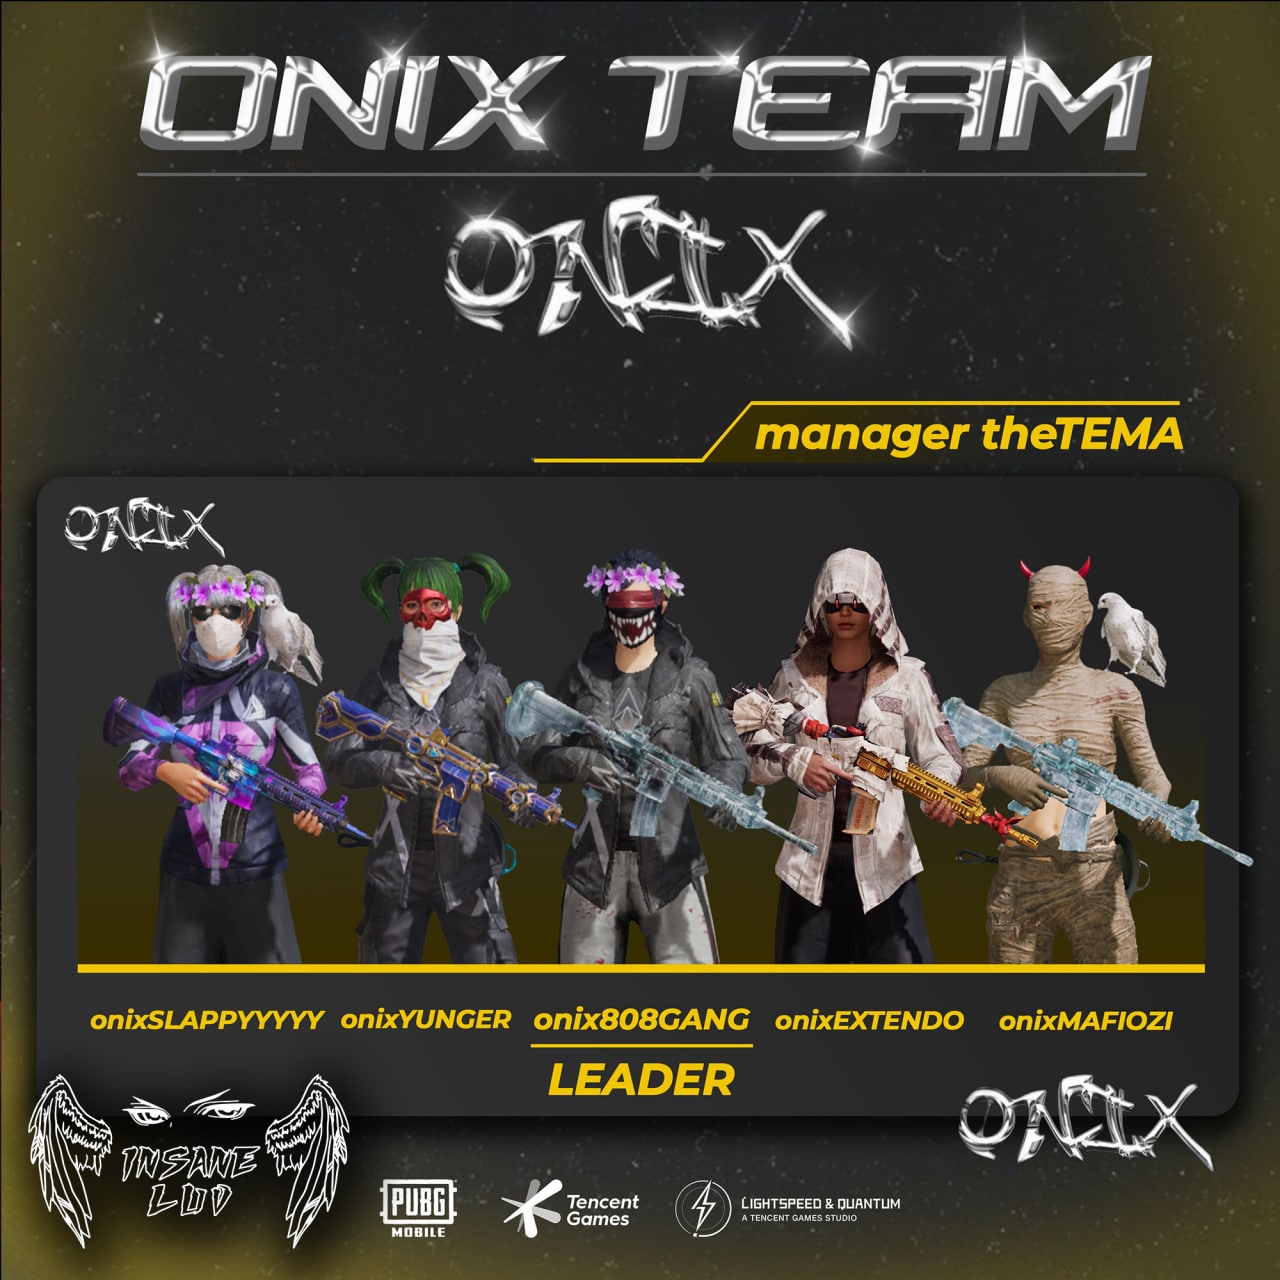 ONIX TEAM
ONIX
manager theTEMA
ONIX
onixSLAPPYYYYY onixYUNGER onix808GANG onixEXTENDO onixMAFIOZI
LEADER
ONIX
INSANE
LUV
PUBG
MOBILE
Tencent
Games
LIGHTSPEED & QUANTUM
A TENCENT GAMES STUDIO